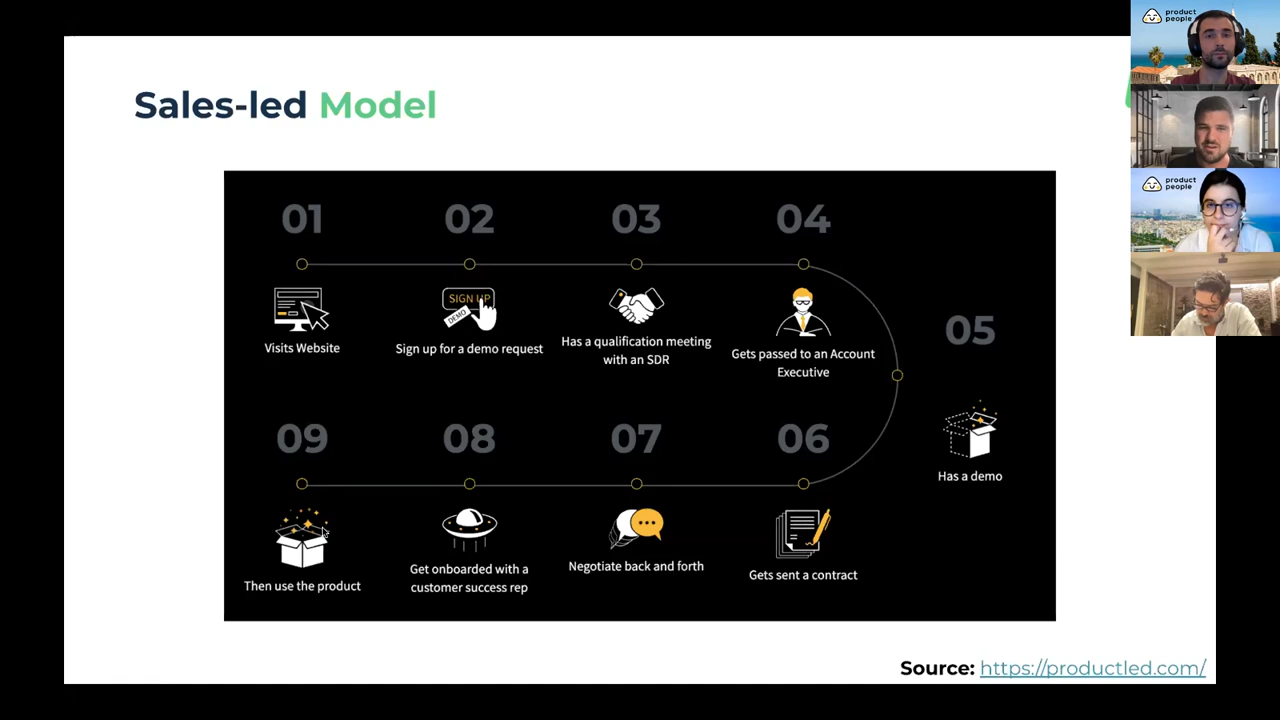 Sales-led Model
01
02
03
04
05
SIGN UP
DEMO
Visits Website
Sign up for a demo request
Has a qualification meeting
with an SDR
Gets passed to an Account
Executive
Has a demo
09
08
07
06
Then use the product
Get onboarded with a
customer success rep
Negotiate back and forth
Gets sent a contract
Source: https://productled.com/
product
people
product
people